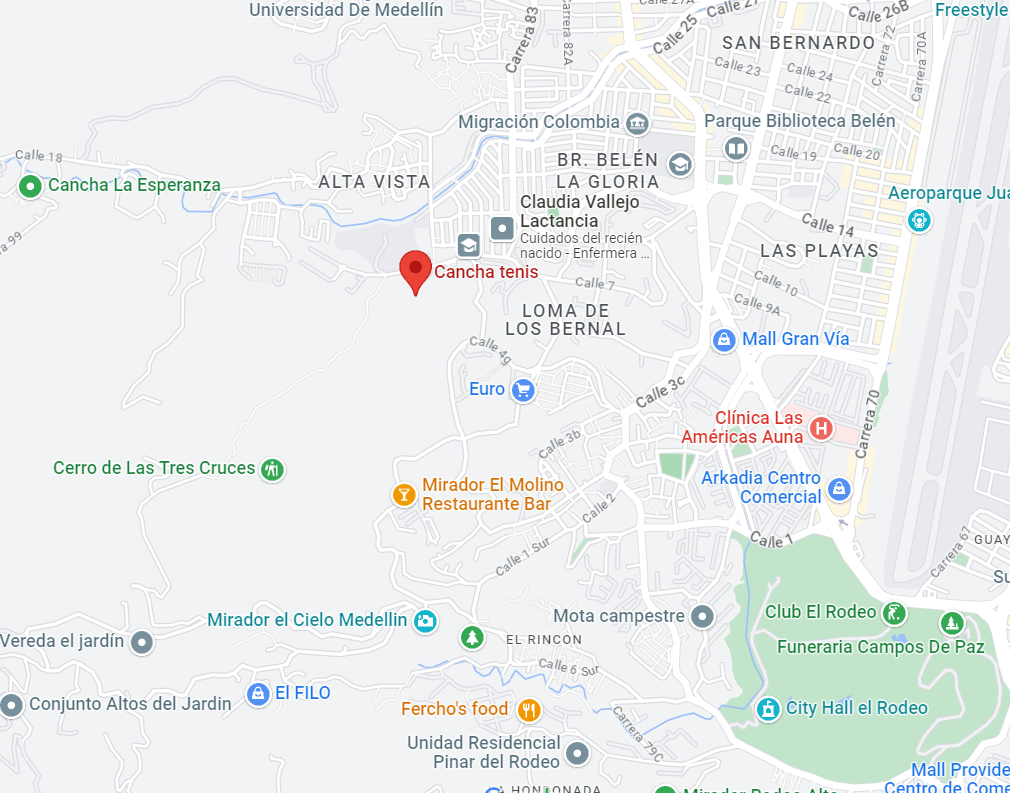 Universidad De Medellín
Carrera 83
Carrera 82A
Calle 25
Calle 27
Calle 27A
Calle 26B
Freestyle
SAN BERNARDO
Carrera 72
Carrera 70A
Calle 23
Calle 24
Calle 22
Migración Colombia
Parque Biblioteca Belén
Calle 18
Cancha La Esperanza
ALTA VISTA
BR. BELÉN
LA GLORIA
Calle 19
Calle 20
Claudia Vallejo
Lactancia
Cuidados del recién
nacido - Enfermera ...
Aeroparque Jua
Calle 14
99
LAS PLAYAS
Cancha tenis
Calle 7
Calle 10
Calle 9A
LOMA DE
LOS BERNAL
Calle 4g
Mall Gran Vía
Euro
Calle 3c
Carrera 70
Clínica Las
Américas Auna
Calle 3b
Cerro de Las Tres Cruces
Mirador El Molino
Restaurante Bar
Arkadia Centro
Comercial
Calle 2
Calle 1 Sur
Calle 1
Carrera 67
GUAY
Su
Mirador el Cielo Medellin
Mota campestre
Club El Rodeo
Vereda el jardín
EL RINCON
Funeraria Campos De Paz
Calle 6 Sur
El FILO
Conjunto Altos del Jardin
Fercho's food
City Hall el Rodeo
Carrera 79C
Unidad Residencial
Pinar del Rodeo
Mall Provide
Centro de Come